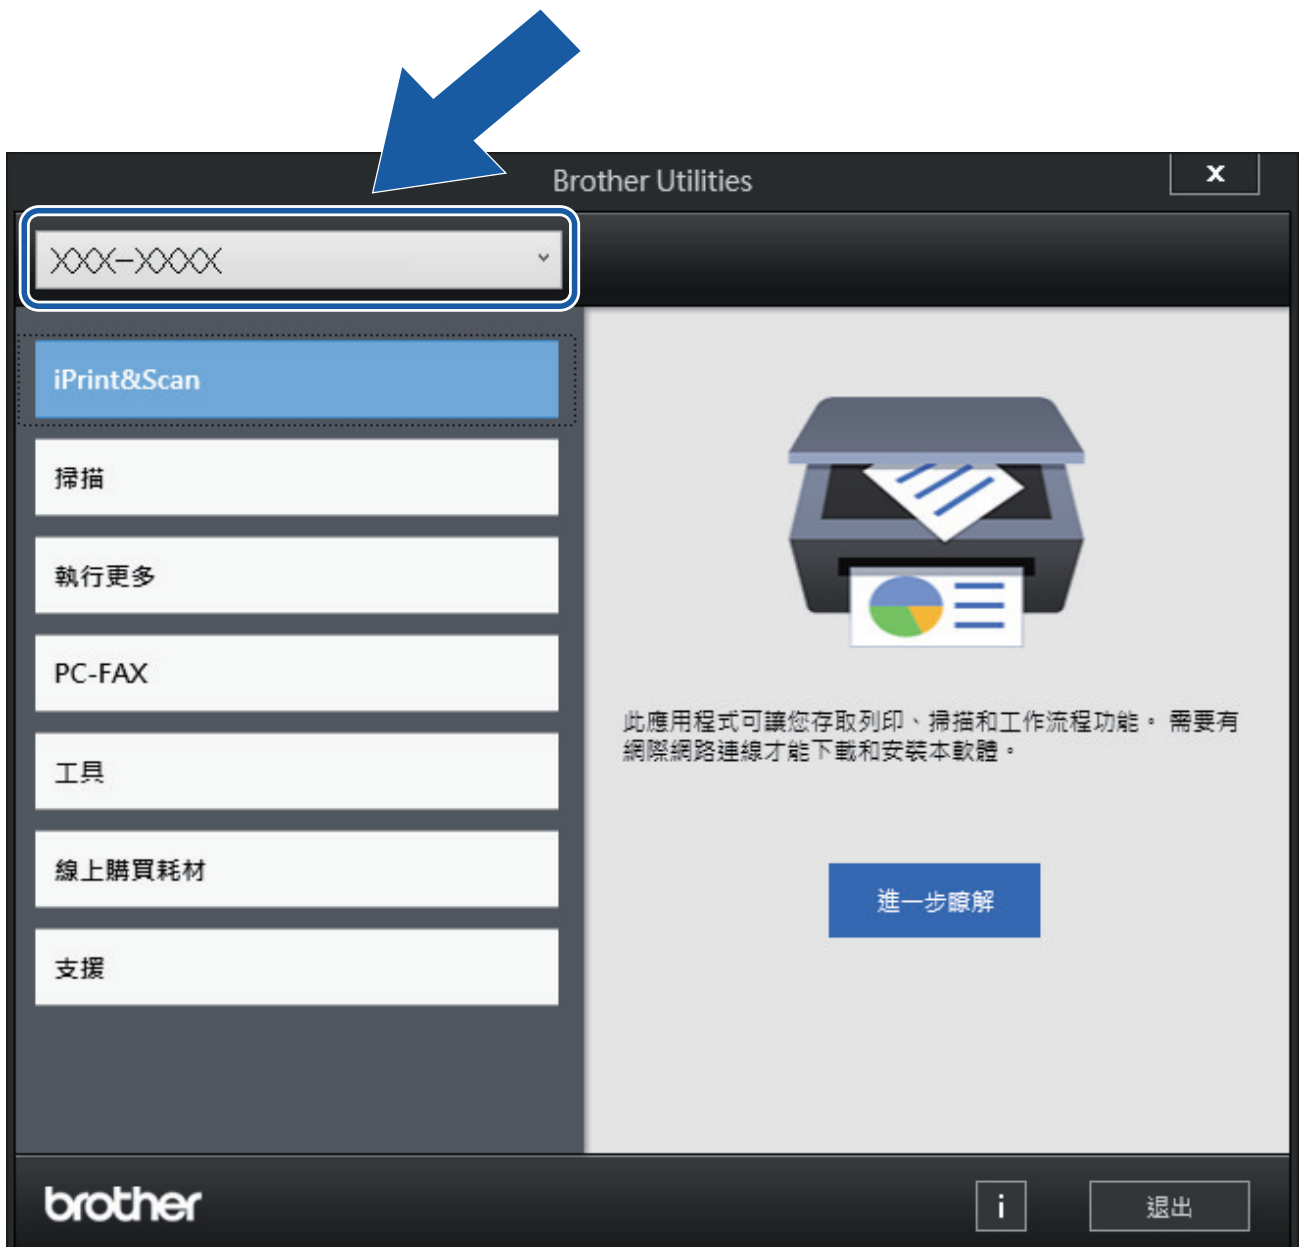 Brother Utilities
X
XXX-XXXX
iPrint&Scan
掃描
執行更多
PC-FAX
工具
線上購買耗材
支援
此應用程式可讓您存取列印、掃描和工作流程功能。 需要有
網際網路連線才能下載和安裝本軟體。
進一步瞭解
brother
i
退出